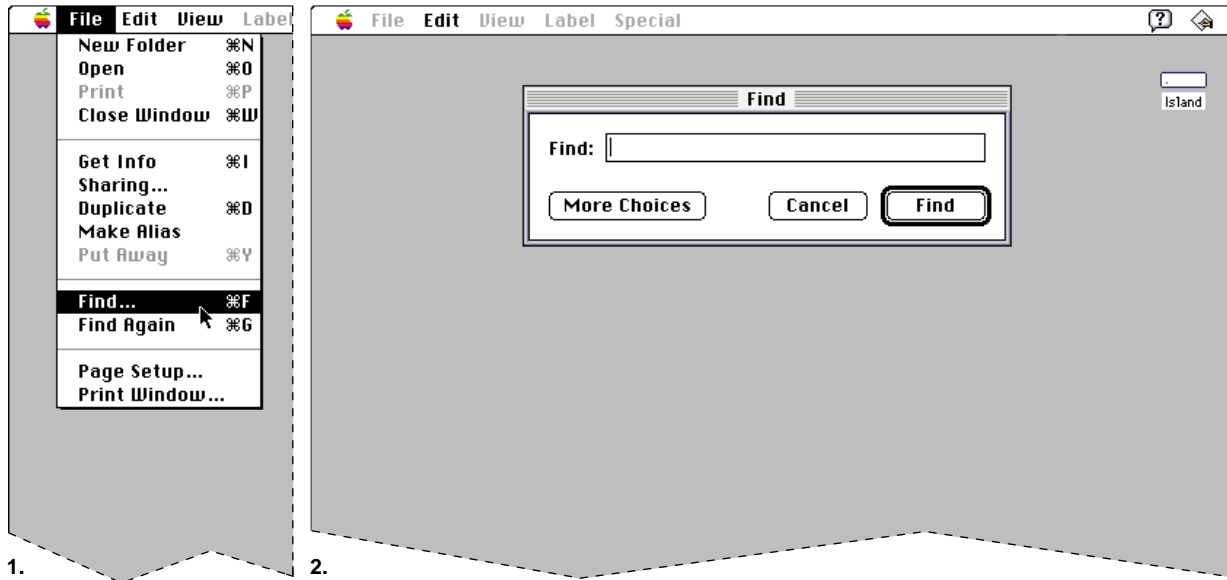 File Edit View Label
New Folder ⌘N
Open ⌘O
Print ⌘P
Close Window ⌘W
Get Info ⌘I
Sharing...
Duplicate ⌘D
Make Alias
Put Away ⌘Y
Find... ⌘F
Find Again ⌘G
Page Setup...
Print Window...
1.
File Edit View Label Special
?
Island
Find
Find:
More Choices Cancel Find
2.